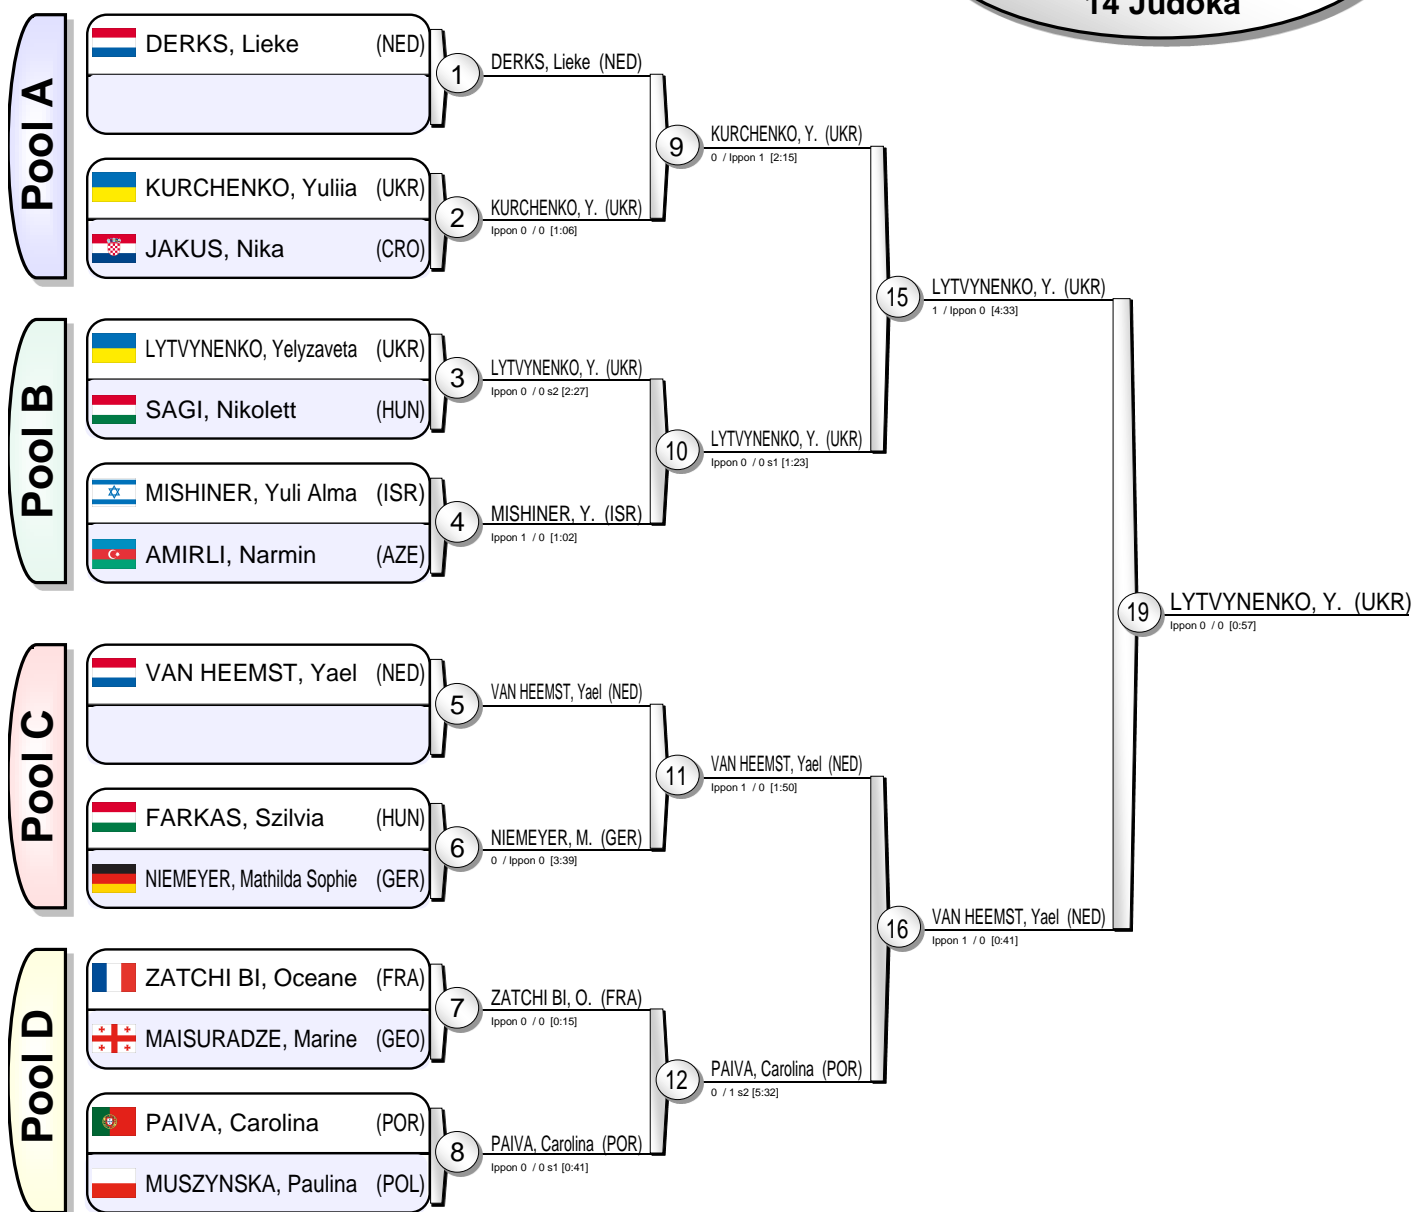 14 Judoka
Pool A
DERKS, Lieke (NED)
1
DERKS, Lieke (NED)
KURCHENKO, Yuliia (UKR)
JAKUS, Nika (CRO)
2
KURCHENKO, Y. (UKR)
Ippon 0 / 0 [1:06]
9
KURCHENKO, Y. (UKR)
0 / Ippon 1 [2:15]
Pool B
LYTVYNENKO, Yelyzaveta (UKR)
SAGI, Nikolett (HUN)
3
LYTVYNENKO, Y. (UKR)
Ippon 0 / 0 s2 [2:27]
MISHINER, Yuli Alma (ISR)
AMIRLI, Narmin (AZE)
4
MISHINER, Y. (ISR)
Ippon 1 / 0 [1:02]
10
LYTVYNENKO, Y. (UKR)
Ippon 0 / 0 s1 [1:23]
15
LYTVYNENKO, Y. (UKR)
1 / Ippon 0 [4:33]
Pool C
VAN HEEMST, Yael (NED)
5
VAN HEEMST, Yael (NED)
FARKAS, Szilvia (HUN)
NIEMEYER, Mathilda Sophie (GER)
6
NIEMEYER, M. (GER)
0 / Ippon 0 [3:39]
11
VAN HEEMST, Yael (NED)
Ippon 1 / 0 [1:50]
Pool D
ZATCHI BI, Oceane (FRA)
MAISURADZE, Marine (GEO)
7
ZATCHI BI, O. (FRA)
Ippon 0 / 0 [0:15]
PAIVA, Carolina (POR)
MUSZYNSKA, Paulina (POL)
8
PAIVA, Carolina (POR)
Ippon 0 / 0 s1 [0:41]
12
PAIVA, Carolina (POR)
0 / 1 s2 [5:32]
16
VAN HEEMST, Yael (NED)
Ippon 1 / 0 [0:41]
19
LYTVYNENKO, Y. (UKR)
Ippon 0 / 0 [0:57]